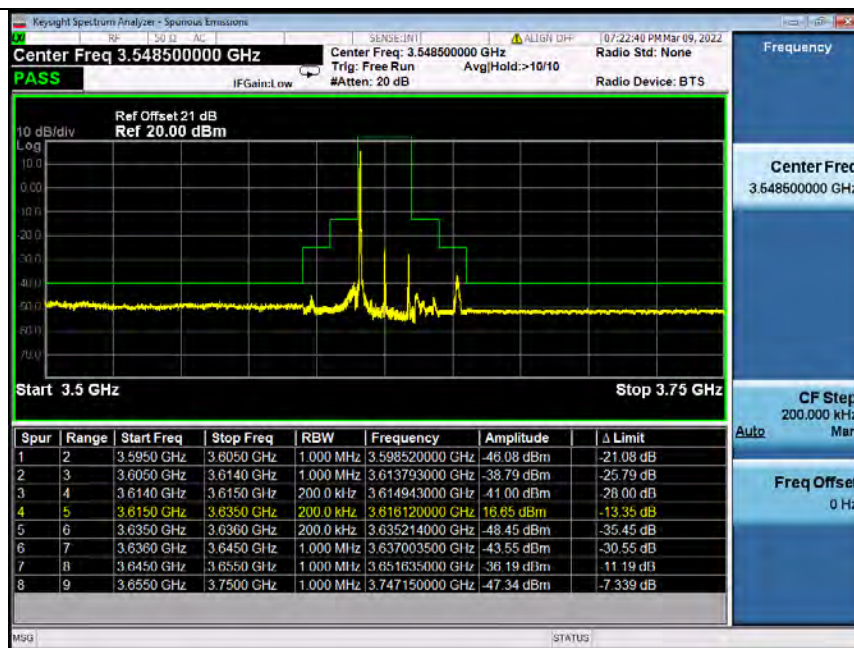 Keysight Spectrum Analyzer - Spurious Emissions
RF 50 Ω AC SENSE:INT ALIGN OFF 07:22:40 PM Mar 09, 2022
Center Freq 3.548500000 GHz Center Freq: 3.548500000 GHz Radio Std: None
Trig: Free Run Avg|Hold:>10/10
PASS IFGain:Low #Atten: 20 dB Radio Device: BTS
Frequency
Ref Offset 21 dB
10 dB/div Ref 20.00 dBm
Log
10.0
0.00
-10.0
-20.0
-30.0
-40.0
-50.0
-60.0
-70.0
Start 3.5 GHz Stop 3.75 GHz
Center Freq
3.548500000 GHz
CF Step
200.000 kHz
Auto Man
Freq Offset
0 Hz
Spur Range Start Freq Stop Freq RBW Frequency Amplitude Δ Limit
1 2 3.5950 GHz 3.6050 GHz 1.000 MHz 3.598520000 GHz -46.08 dBm -21.08 dB
2 3 3.6050 GHz 3.6140 GHz 1.000 MHz 3.613793000 GHz -38.79 dBm -25.79 dB
3 4 3.6140 GHz 3.6150 GHz 200.0 kHz 3.614943000 GHz -41.00 dBm -28.00 dB
4 5 3.6150 GHz 3.6350 GHz 200.0 kHz 3.616120000 GHz 16.65 dBm -13.35 dB
5 6 3.6350 GHz 3.6360 GHz 200.0 kHz 3.635214000 GHz -48.45 dBm -35.45 dB
6 7 3.6360 GHz 3.6450 GHz 1.000 MHz 3.637003500 GHz -43.55 dBm -30.55 dB
7 8 3.6450 GHz 3.6550 GHz 1.000 MHz 3.651635000 GHz -36.19 dBm -11.19 dB
8 9 3.6550 GHz 3.7500 GHz 1.000 MHz 3.747150000 GHz -47.34 dBm -7.339 dB
MSG STATUS